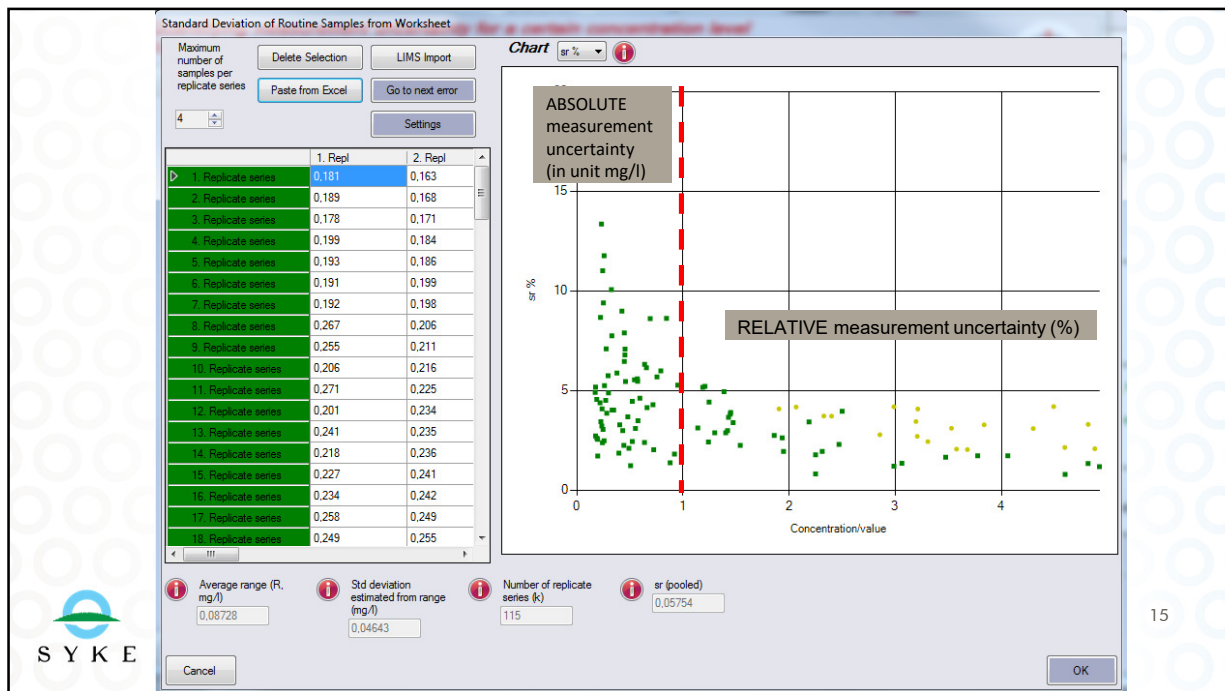 Standard Deviation of Routine Samples from Worksheet
Maximum
number of
samples per
replicate series
4
Delete Selection
LIMS Import
Paste from Excel
Go to next error
Settings
1. Repl 2. Repl
1. Replicate series 0,181 0,163
2. Replicate series 0,189 0,168
3. Replicate series 0,178 0,171
4. Replicate series 0,199 0,184
5. Replicate series 0,193 0,186
6. Replicate series 0,191 0,199
7. Replicate series 0,192 0,198
8. Replicate series 0,267 0,206
9. Replicate series 0,255 0,211
10. Replicate series 0,206 0,216
11. Replicate series 0,271 0,225
12. Replicate series 0,201 0,234
13. Replicate series 0,241 0,235
14. Replicate series 0,218 0,236
15. Replicate series 0,227 0,241
16. Replicate series 0,234 0,242
17. Replicate series 0,258 0,249
18. Replicate series 0,249 0,255
Chart sr %
ABSOLUTE
measurement
uncertainty
(in unit mg/l)
RELATIVE measurement uncertainty (%)
15
10
5
0
sr %
0 1 2 3 4
Concentration/value
Average range (R,
mg/l)
0,08728
Std deviation
estimated from range
(mg/l)
0,04643
Number of replicate
series (k)
115
sr (pooled)
0,05754
Cancel
OK
SYKE
15